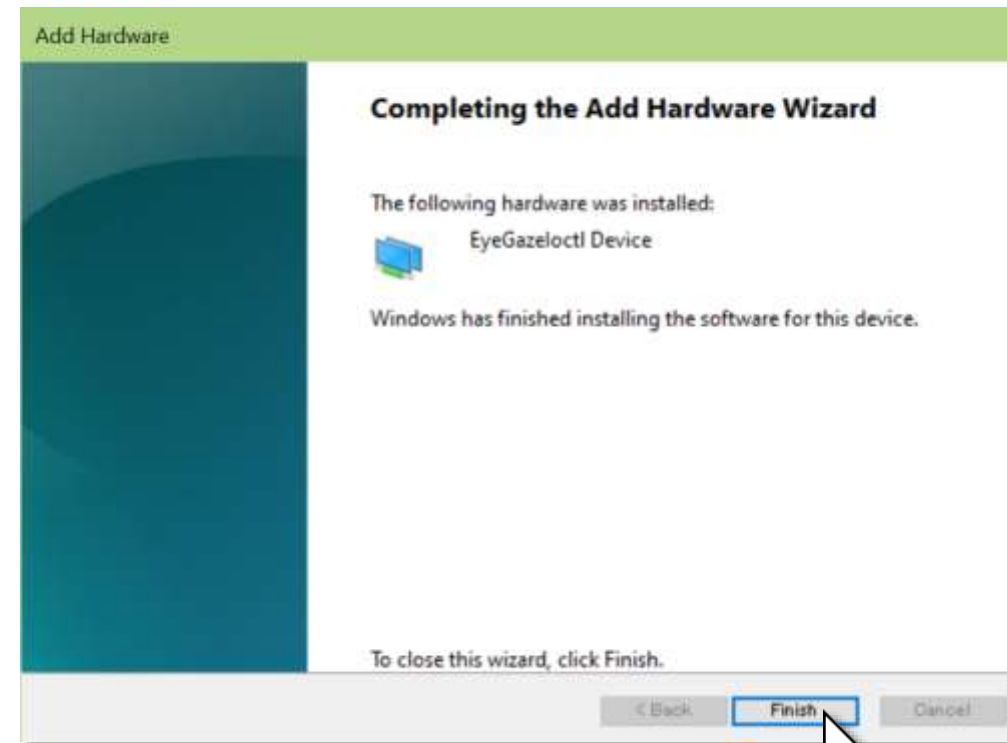 Add Hardware
Completing the Add Hardware Wizard
The following hardware was installed:
EyeGazeIoctl Device
Windows has finished installing the software for this device.
To close this wizard, click Finish.
< Back
Finish
Cancel